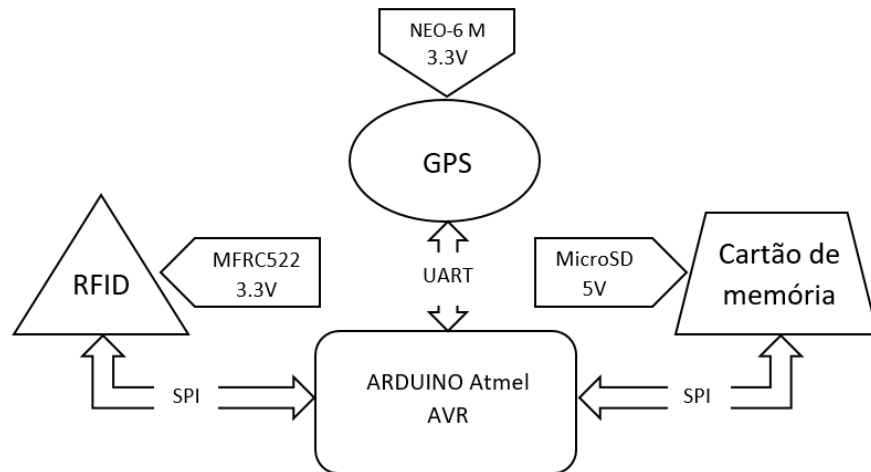 NEO-6 M
3.3V
GPS
RFID
MFRC522
3.3V
UART
MicroSD
5V
Cartão de
memória
SPI
ARDUINO Atmel
AVR
SPI